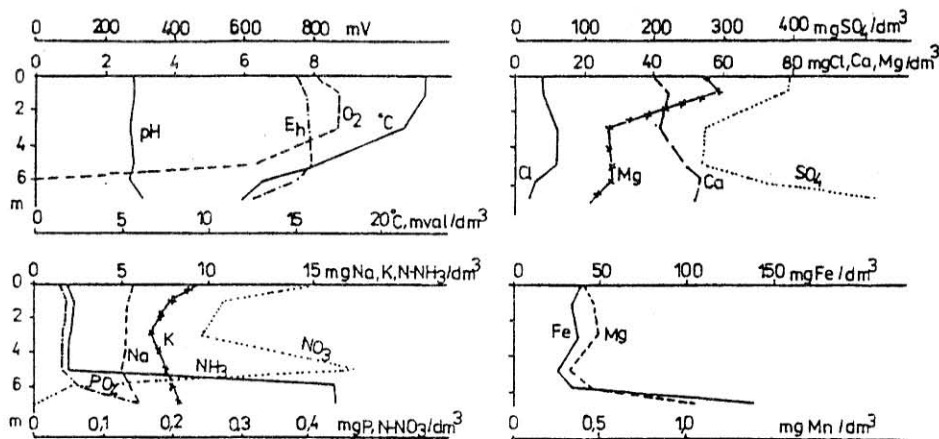 0 200 400 600 800 mV
0 2 4 6 8
0
2
4
6
m
pH
Eh
O2
°C
0 5 10 15 20°C, mval/dm³
0 100 200 300 400 mgSO4/dm³
0 20 40 60 80 mgCl, Ca, Mg/dm³
0
2
4
6
m
Cl
Mg
Ca
SO4
0 5 10 15 mgNa, K, N-NH3/dm³
0
2
4
6
m
Na
K
NO3
NH3
PO4
0 0,1 0,2 0,3 0,4 mgP, N-NO3/dm³
0 50 100 150 mgFe/dm³
0
2
4
6
m
Fe
Mg
0 0,5 1,0 mg Mn/dm³